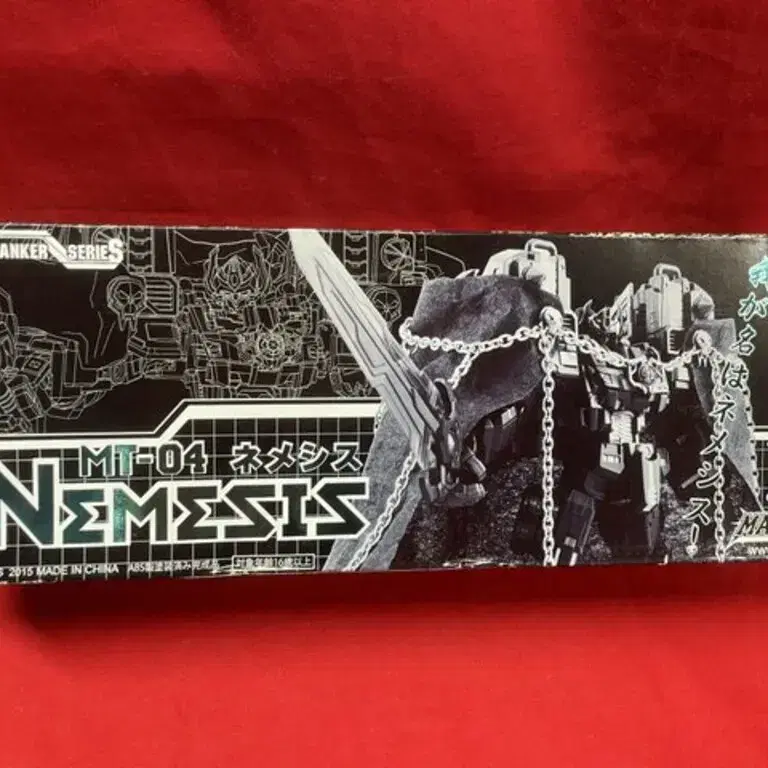 ANKER SERIES
MT-04 ネメシス
NEMESIS
S 2015 MADE IN CHINA ABS製塗装済み完成品 対象年齢16歳以上
我が名はネメシス!
MA
WWW